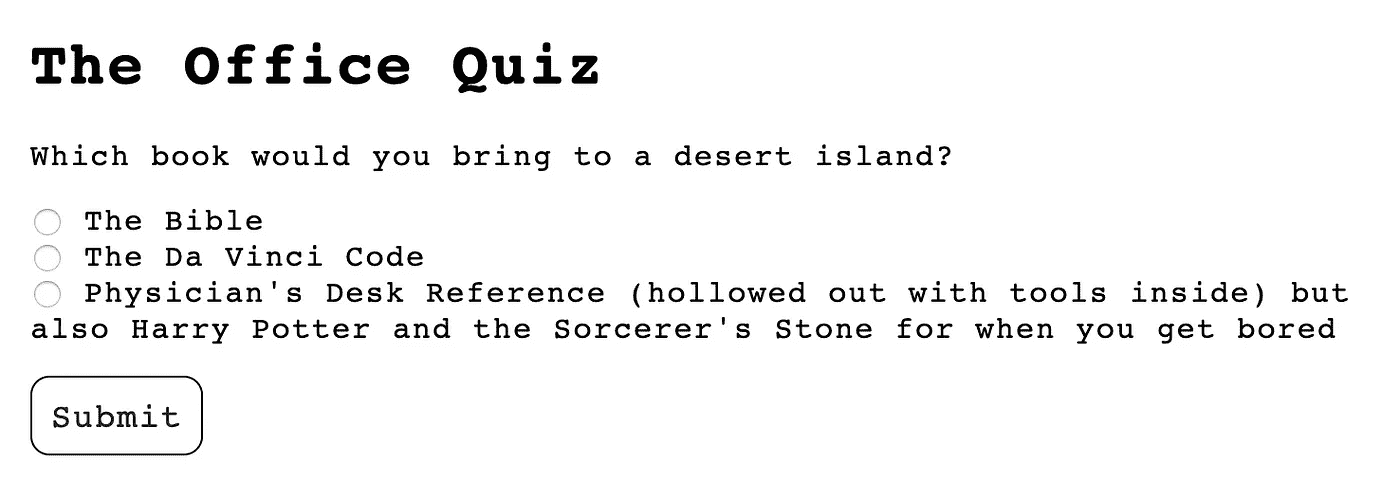 The Office Quiz
Which book would you bring to a desert island?
The Bible
The Da Vinci Code
Physician's Desk Reference (hollowed out with tools inside) but
also Harry Potter and the Sorcerer's Stone for when you get bored
Submit